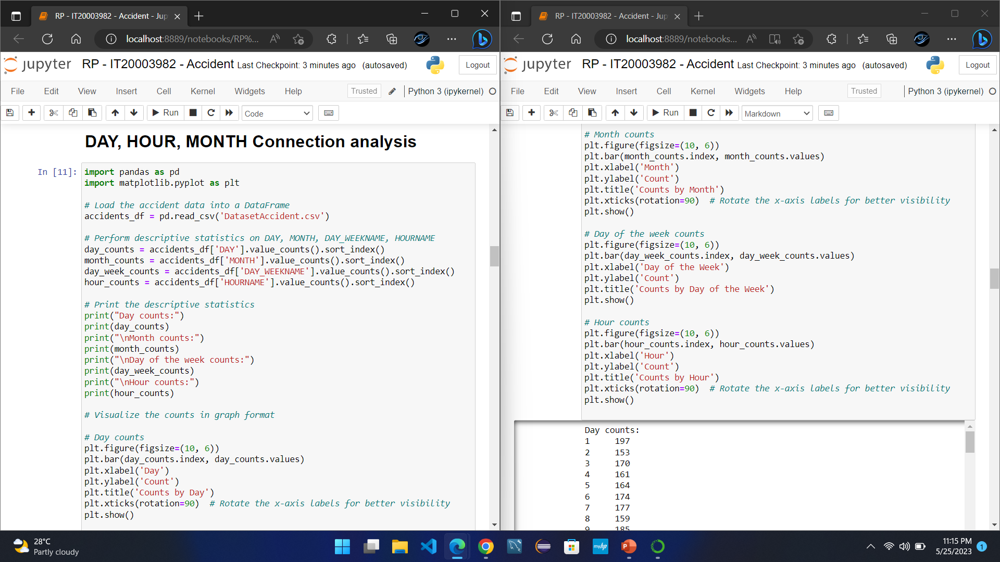 RP - IT20003982 - Accident - Jup
localhost:8889/notebooks/RP%...
jupyter RP - IT20003982 - Accident Last Checkpoint: 3 minutes ago (autosaved)
Logout
File Edit View Insert Cell Kernel Widgets Help Trusted Python 3 (ipykernel)
Run Code
DAY, HOUR, MONTH Connection analysis
In [11]:
import pandas as pd
import matplotlib.pyplot as plt
# Load the accident data into a DataFrame
accidents_df = pd.read_csv('DatasetAccident.csv')
# Perform descriptive statistics on DAY, MONTH, DAY_WEEKNAME, HOURNAME
day_counts = accidents_df['DAY'].value_counts().sort_index()
month_counts = accidents_df['MONTH'].value_counts().sort_index()
day_week_counts = accidents_df['DAY_WEEKNAME'].value_counts().sort_index()
hour_counts = accidents_df['HOURNAME'].value_counts().sort_index()
# Print the descriptive statistics
print("Day counts:")
print(day_counts)
print("\nMonth counts:")
print(month_counts)
print("\nDay of the week counts:")
print(day_week_counts)
print("\nHour counts:")
print(hour_counts)
# Visualize the counts in graph format
# Day counts
plt.figure(figsize=(10, 6))
plt.bar(day_counts.index, day_counts.values)
plt.xlabel('Day')
plt.ylabel('Count')
plt.title('Counts by Day')
plt.xticks(rotation=90)  # Rotate the x-axis labels for better visibility
plt.show()
RP - IT20003982 - Accident - Jup
localhost:8889/notebooks...
jupyter RP - IT20003982 - Accident Last Checkpoint: 3 minutes ago (autosaved)
Logout
File Edit View Insert Cell Kernel Widgets Help Trusted Python 3 (ipykernel)
Run Markdown
# Month counts
plt.figure(figsize=(10, 6))
plt.bar(month_counts.index, month_counts.values)
plt.xlabel('Month')
plt.ylabel('Count')
plt.title('Counts by Month')
plt.xticks(rotation=90)  # Rotate the x-axis labels for better visibility
plt.show()
# Day of the week counts
plt.figure(figsize=(10, 6))
plt.bar(day_week_counts.index, day_week_counts.values)
plt.xlabel('Day of the Week')
plt.ylabel('Count')
plt.title('Counts by Day of the Week')
plt.show()
# Hour counts
plt.figure(figsize=(10, 6))
plt.bar(hour_counts.index, hour_counts.values)
plt.xlabel('Hour')
plt.ylabel('Count')
plt.title('Counts by Hour')
plt.xticks(rotation=90)  # Rotate the x-axis labels for better visibility
plt.show()
Day counts:
1 197
2 153
3 170
4 161
5 164
6 174
7 177
8 159
9 185
28°C
Partly cloudy
myhp
11:15 PM
5/25/2023
1